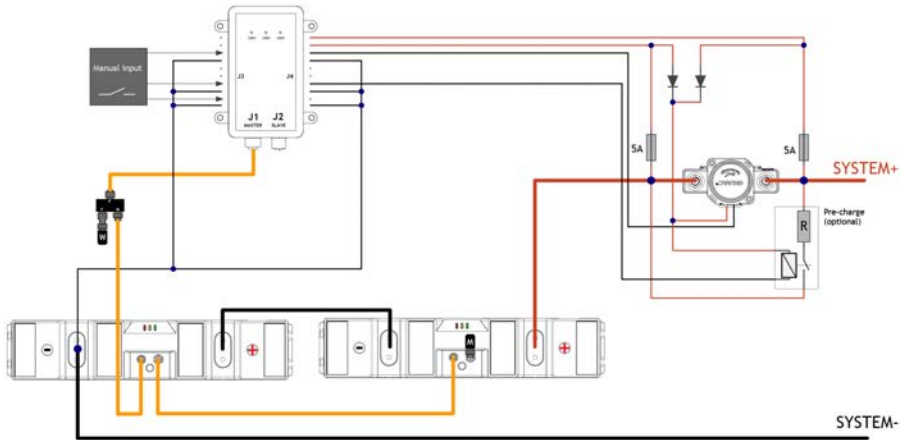 Manual Input
J3
J4
J1
MASTER
J2
SLAVE
5A
5A
SYSTEM+
Pre-charge
(optional)
R
W
M
SYSTEM-